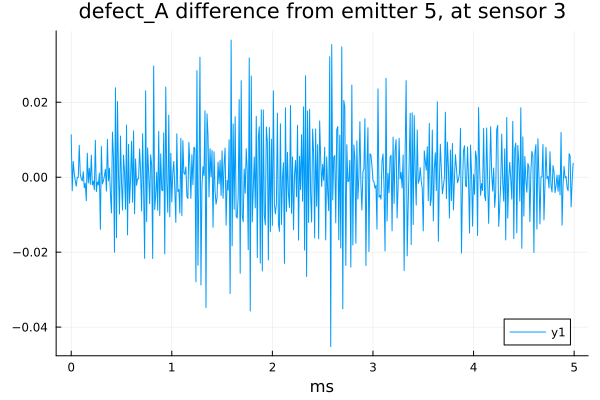 defect_A difference from emitter 5, at sensor 3
0.02
0.00
−0.02
−0.04
0 1 2 3 4 5
ms
y1